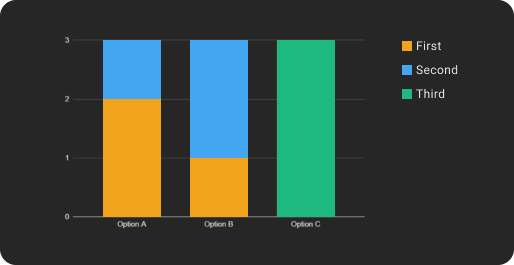 3
2
1
0
Option A
Option B
Option C
First
Second
Third